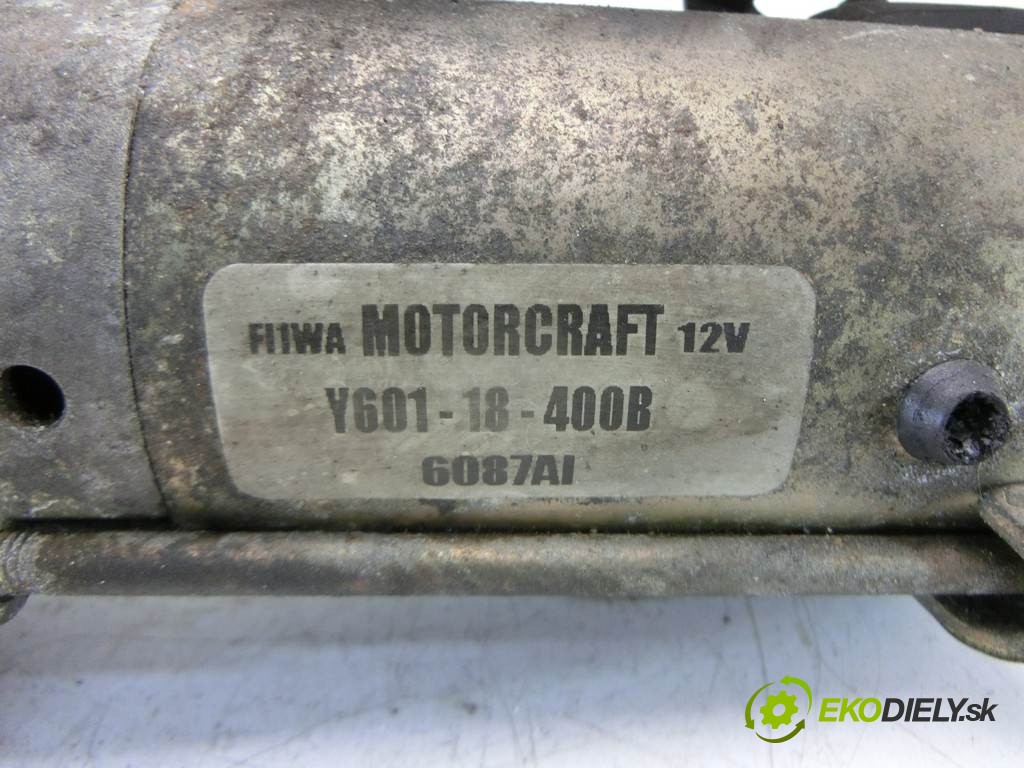 FI1WA MOTORCRAFT 12V
Y601-18-400B
6087AI
EKODIELY.sk